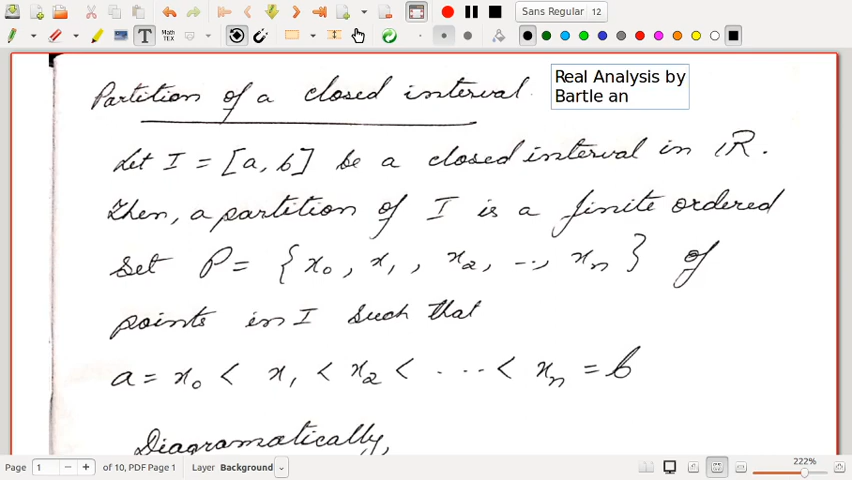 Sans Regular 12
Math
TEX
Partition of a closed interval.
Real Analysis by
Bartle an
Let I = [a, b] be a closed interval in IR.
Then, a partition of I is a finite ordered
set P = {x₀, x₁, , x₂, ..., xₙ} of
points in I such that
a = x₀ < x₁ < x₂ < ... < xₙ = b
Diagramatically,
Page 1 of 10, PDF Page 1 Layer Background 222%